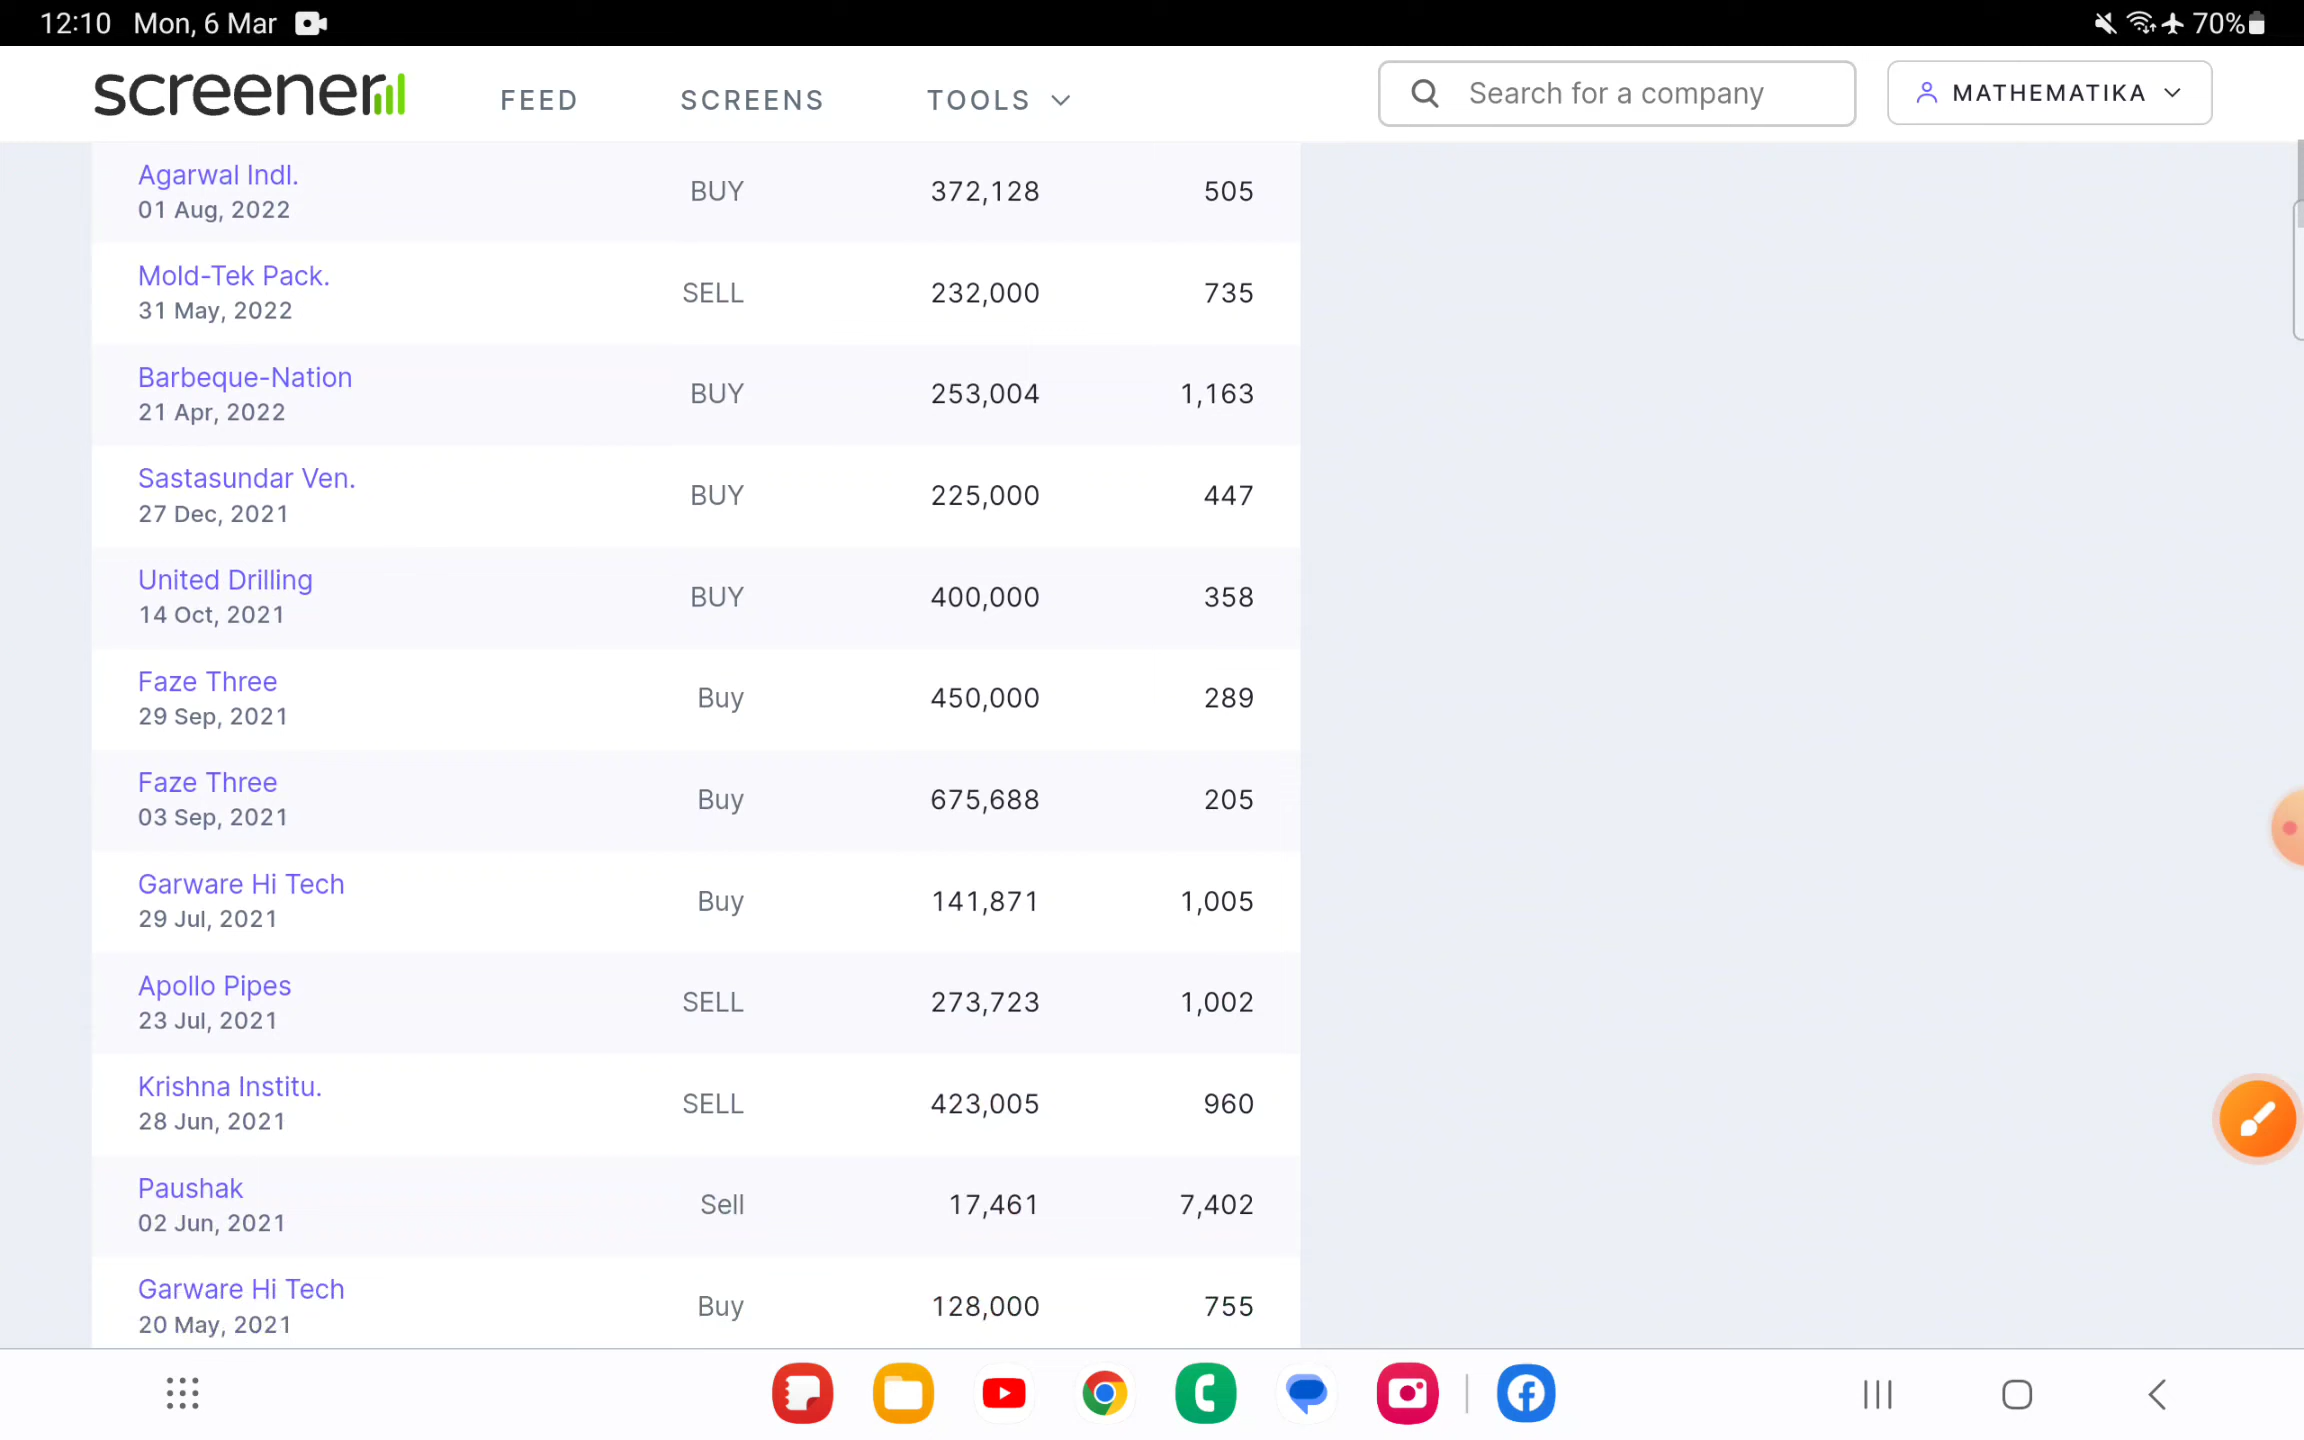 12:10 Mon, 6 Mar 70%
screener FEED SCREENS TOOLS Search for a company MATHEMATIKA
Agarwal Indl. BUY 372,128 505
01 Aug, 2022
Mold-Tek Pack. SELL 232,000 735
31 May, 2022
Barbeque-Nation BUY 253,004 1,163
21 Apr, 2022
Sastasundar Ven. BUY 225,000 447
27 Dec, 2021
United Drilling BUY 400,000 358
14 Oct, 2021
Faze Three Buy 450,000 289
29 Sep, 2021
Faze Three Buy 675,688 205
03 Sep, 2021
Garware Hi Tech Buy 141,871 1,005
29 Jul, 2021
Apollo Pipes SELL 273,723 1,002
23 Jul, 2021
Krishna Institu. SELL 423,005 960
28 Jun, 2021
Paushak Sell 17,461 7,402
02 Jun, 2021
Garware Hi Tech Buy 128,000 755
20 May, 2021